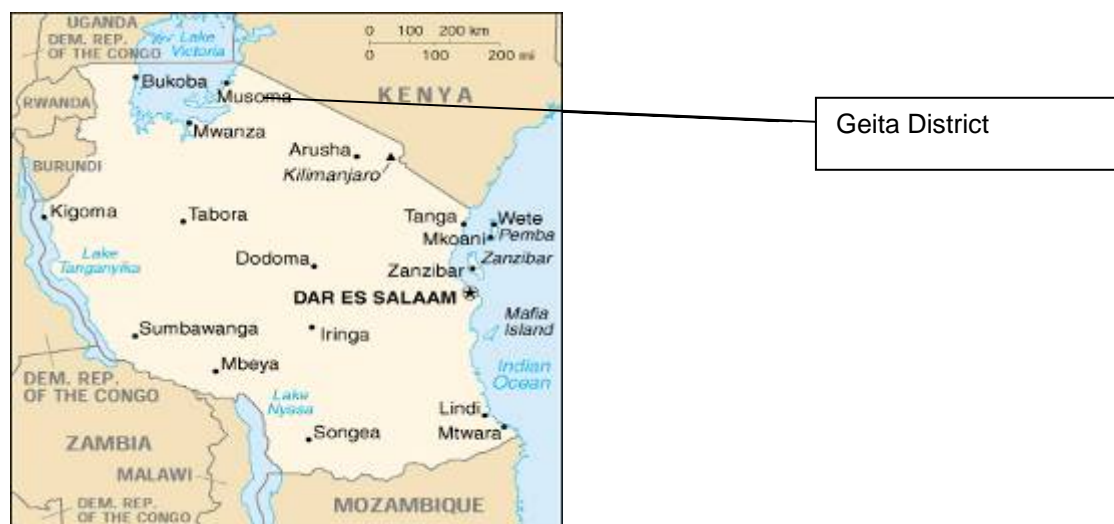 UGANDA
DEM. REP.
OF THE CONGO
Lake
Victoria
0 100 200 km
0 100 200 mi
Bukoba
Musoma
KENYA
RWANDA
Mwanza
Geita District
Arusha
Kilimanjaro
BURUNDI
Kigoma
Tabora
Tanga
Wete
Mkoani
Pemba
Lake
Tanganyika
Dodoma
Zanzibar
Zanzibar
DAR ES SALAAM
Mafia
Island
Sumbawanga
Iringa
Mbeya
Indian
Ocean
DEM. REP.
OF THE CONGO
Lake
Nyssa
Lindi
Mtwara
Songea
ZAMBIA
MALAWI
MOZAMBIQUE
DEM. REP.
OF THE CONGO